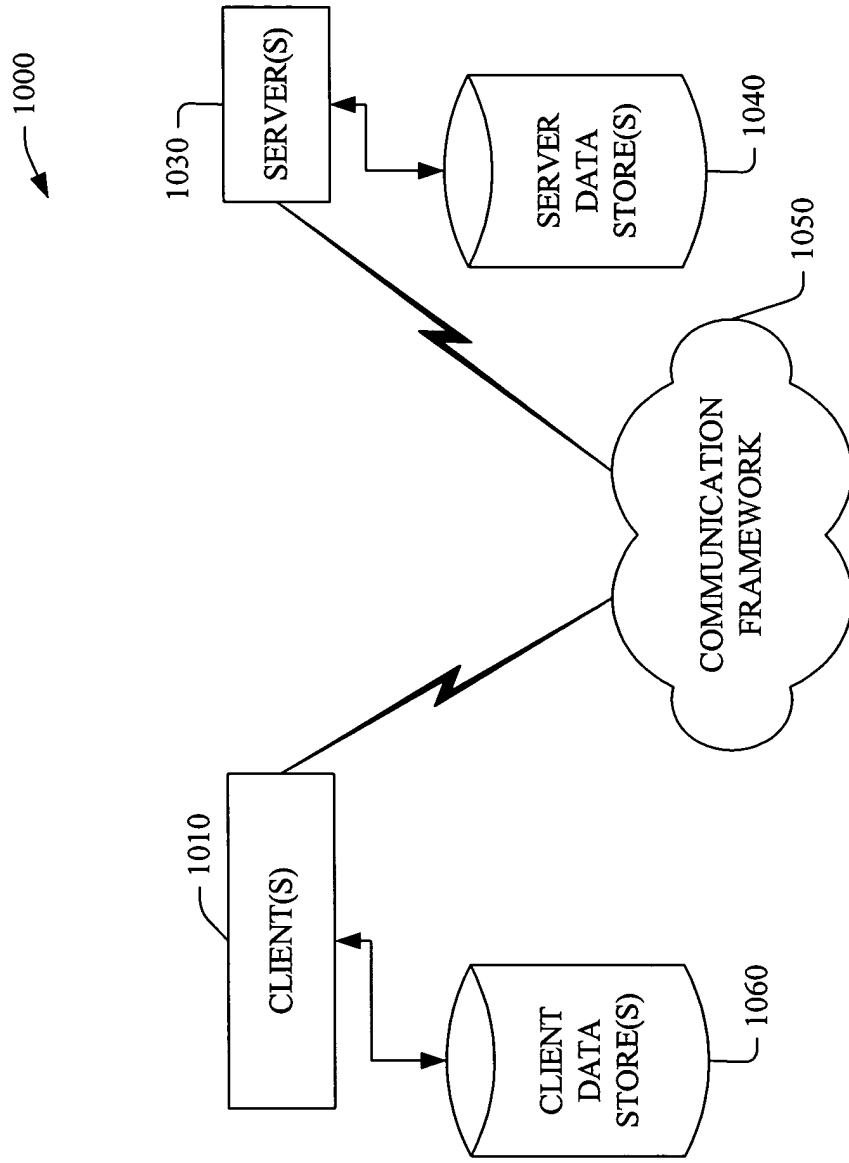 1000
1010
1030
CLIENT(S)
SERVER(S)
CLIENT
DATA
STORE(S)
1060
SERVER
DATA
STORE(S)
1040
COMMUNICATION
FRAMEWORK
1050